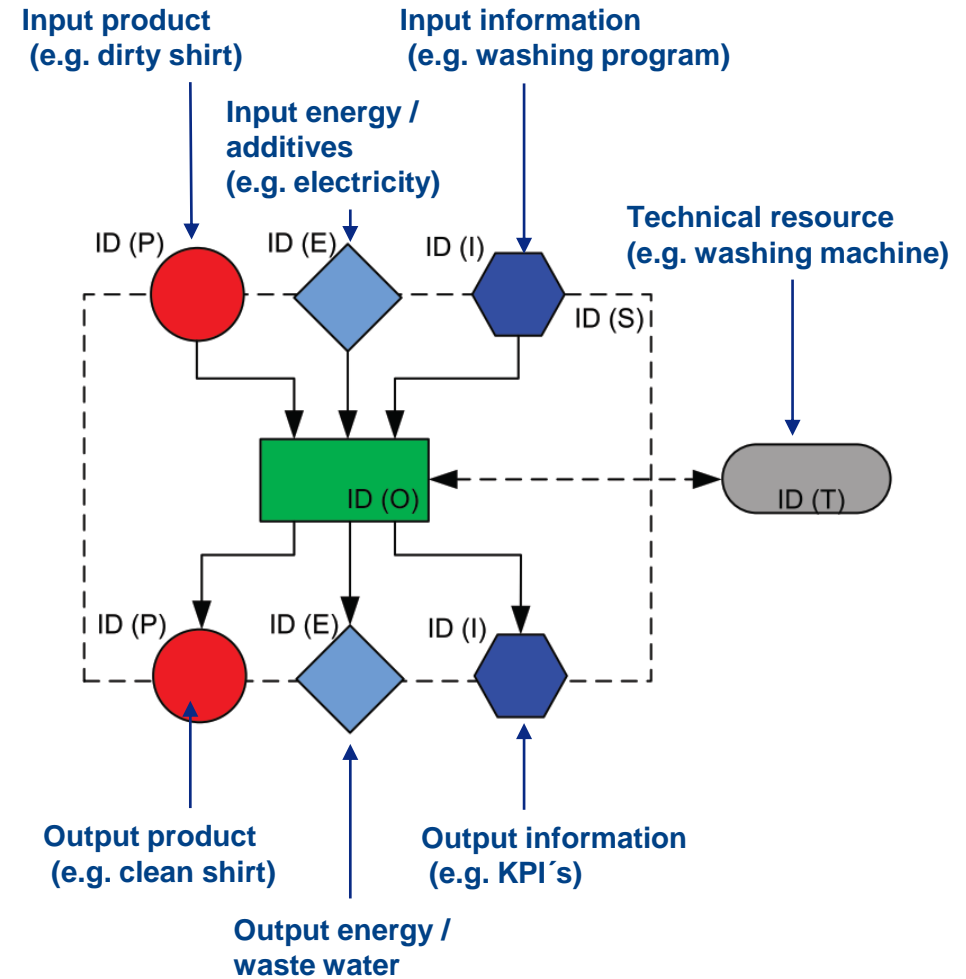 Input product
(e.g. dirty shirt)
Input information
(e.g. washing program)
Input energy /
additives
(e.g. electricity)
Technical resource
(e.g. washing machine)
ID (P)
ID (E)
ID (I)
ID (S)
ID (O)
ID (T)
ID (P)
ID (E)
ID (I)
Output product
(e.g. clean shirt)
Output information
(e.g. KPI´s)
Output energy /
waste water